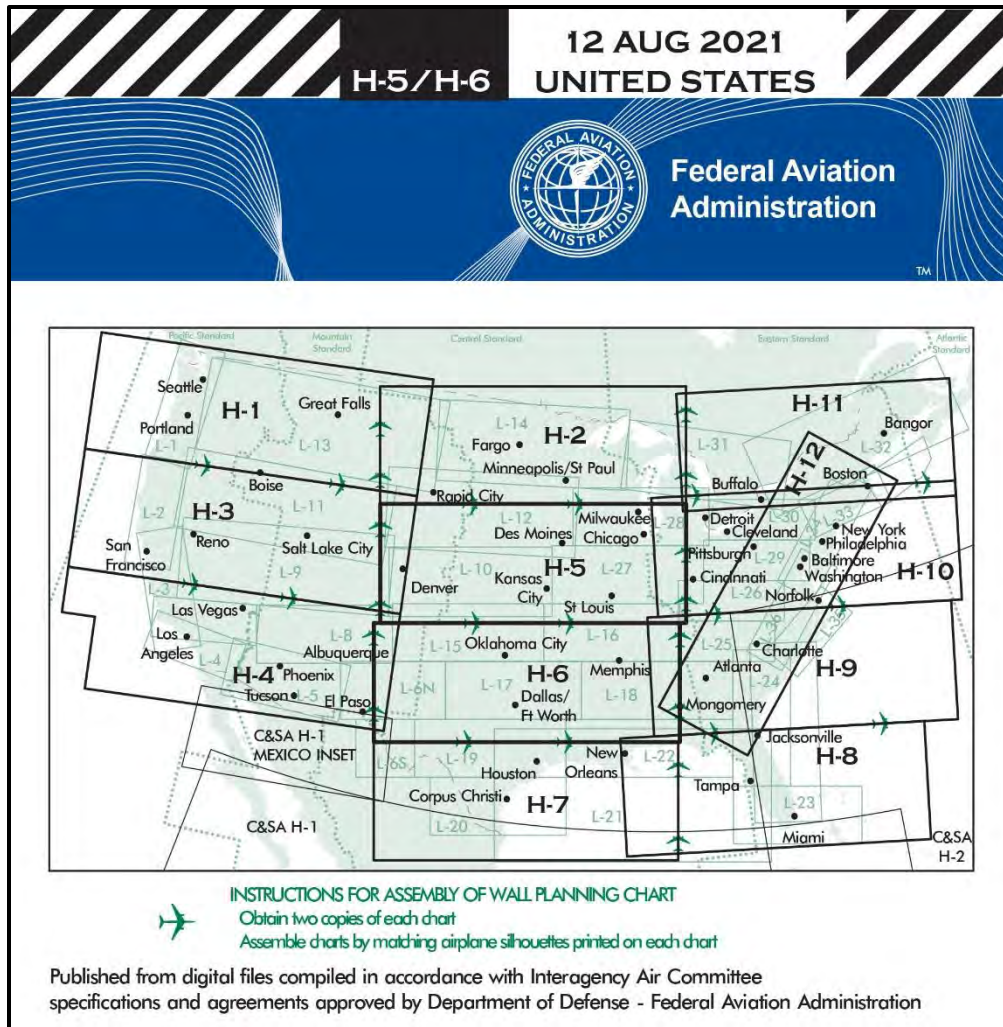 12 AUG 2021
H-5/H-6 UNITED STATES
FEDERAL AVIATION ADMINISTRATION
Federal Aviation
Administration
TM
Pacific Standard
Mountain
Standard
Central Standard
Eastern Standard
Atlantic
Standard
Seattle
Portland
H-1
Great Falls
L-1
L-13
L-14
Fargo
H-2
Minneapolis/St Paul
L-31
H-11
Bangor
L-32
H-12
Boise
Rapid City
Buffalo
Boston
L-2
H-3
L-11
Reno
Salt Lake City
San
Francisco
L-3
L-9
L-12
Des Moines
Milwaukee
Chicago
L-28
Detroit
Cleveland
L-30
L-33
New York
Philadelphia
Pittsburgh
L-29
Baltimore
Washington
H-10
Denver
L-10
H-5
Kansas
City
L-27
St Louis
Cincinnati
L-26
Norfolk
Las Vegas
Los
Angeles
L-4
L-8
Albuquerque
H-4
Phoenix
Tucson
L-5
El Paso
L-15
Oklahoma City
L-16
H-6
Memphis
L-6N
L-17
Dallas/
Ft Worth
L-18
L-25
Charlotte
L-36
L-35
Atlanta
L-24
H-9
Montgomery
Jacksonville
C&SA H-1
MEXICO INSET
L-6S
L-19
Houston
New
Orleans
L-22
H-8
Tampa
Corpus Christi
H-7
L-20
L-21
L-23
Miami
C&SA H-1
C&SA
H-2
INSTRUCTIONS FOR ASSEMBLY OF WALL PLANNING CHART
Obtain two copies of each chart
Assemble charts by matching airplane silhouettes printed on each chart
Published from digital files compiled in accordance with Interagency Air Committee
specifications and agreements approved by Department of Defense - Federal Aviation Administration